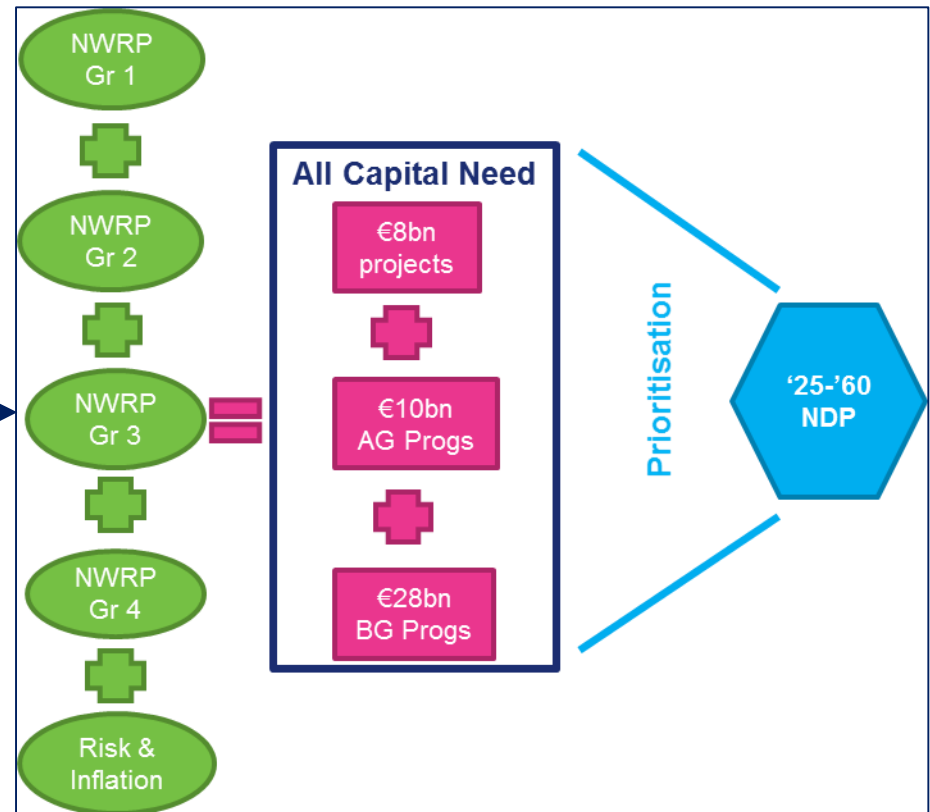 NWRP
Gr 1
NWRP
Gr 2
NWRP
Gr 3
NWRP
Gr 4
Risk &
Inflation
All Capital Need
€8bn
projects
€10bn
AG Progs
€28bn
BG Progs
Prioritisation
‘25-’60
NDP